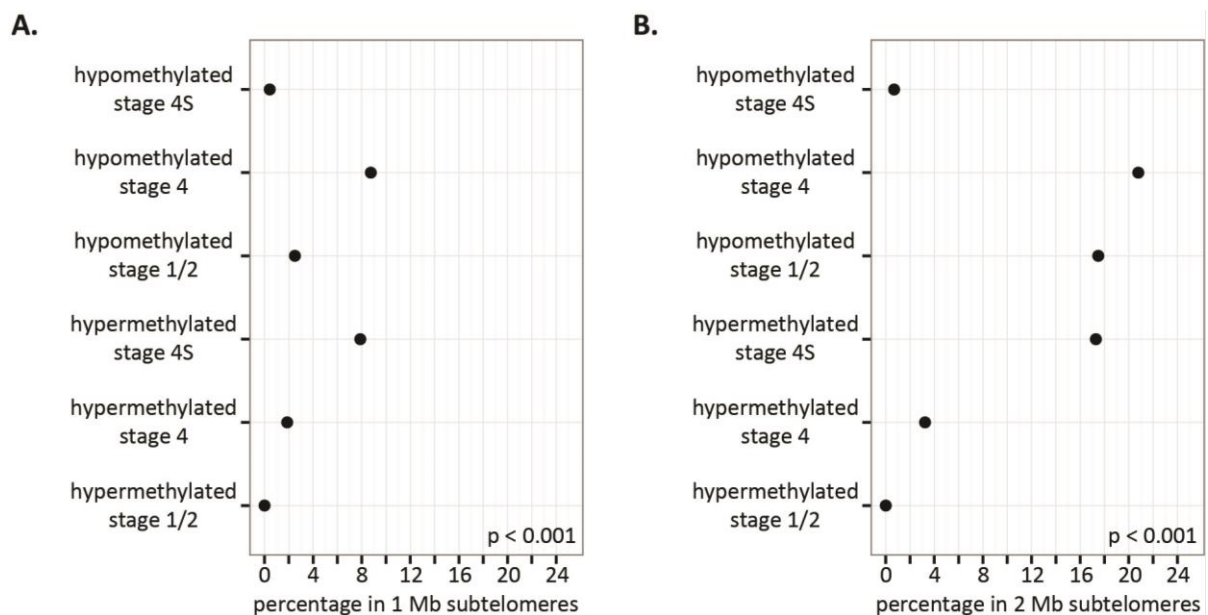 A.
hypomethylated
stage 4S
hypomethylated
stage 4
hypomethylated
stage 1/2
hypermethylated
stage 4S
hypermethylated
stage 4
hypermethylated
stage 1/2
p < 0.001
0 4 8 12 16 20 24
percentage in 1 Mb subtelomeres
B.
hypomethylated
stage 4S
hypomethylated
stage 4
hypomethylated
stage 1/2
hypermethylated
stage 4S
hypermethylated
stage 4
hypermethylated
stage 1/2
p < 0.001
0 4 8 12 16 20 24
percentage in 2 Mb subtelomeres